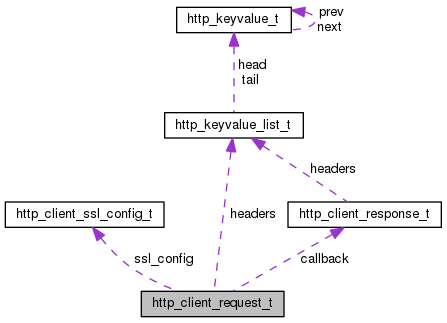 http_keyvalue_t
prev
next
head
tail
http_keyvalue_list_t
headers
http_client_ssl_config_t
headers
http_client_response_t
ssl_config
callback
http_client_request_t